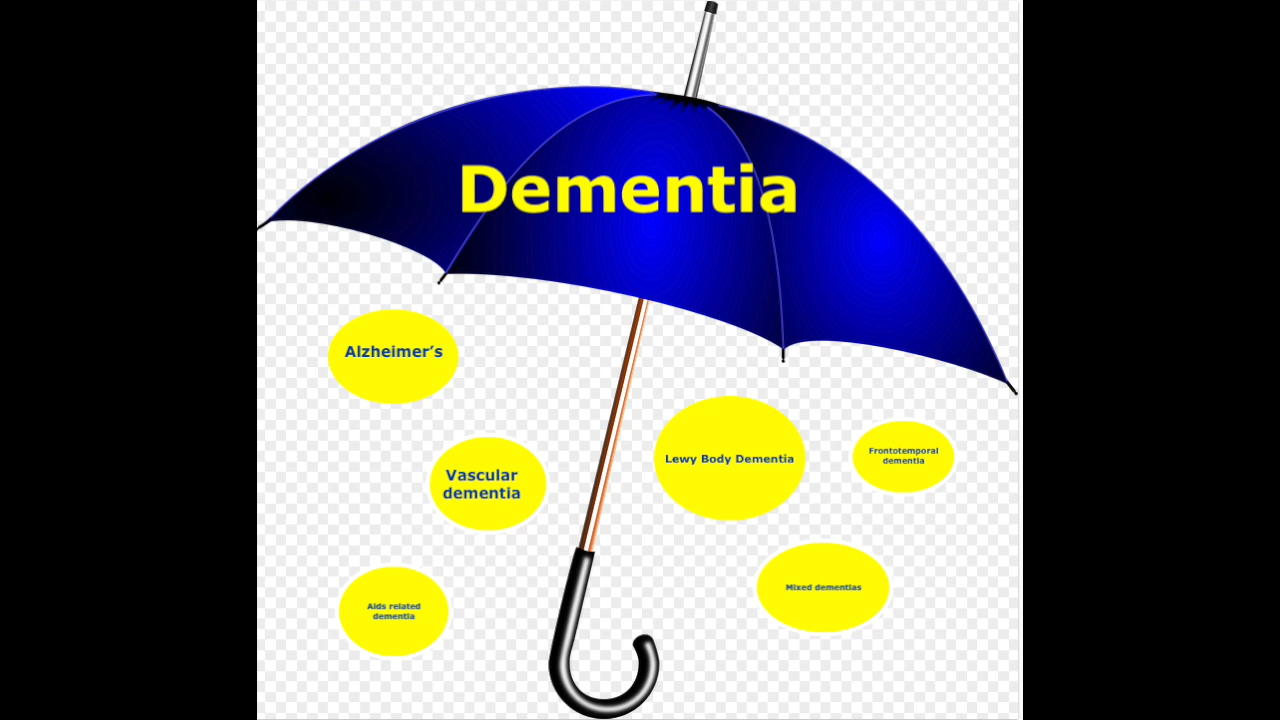 Dementia
Alzheimer’s
Vascular
dementia
Lewy Body Dementia
Frontotemporal
dementia
Aids related
dementia
Mixed dementias